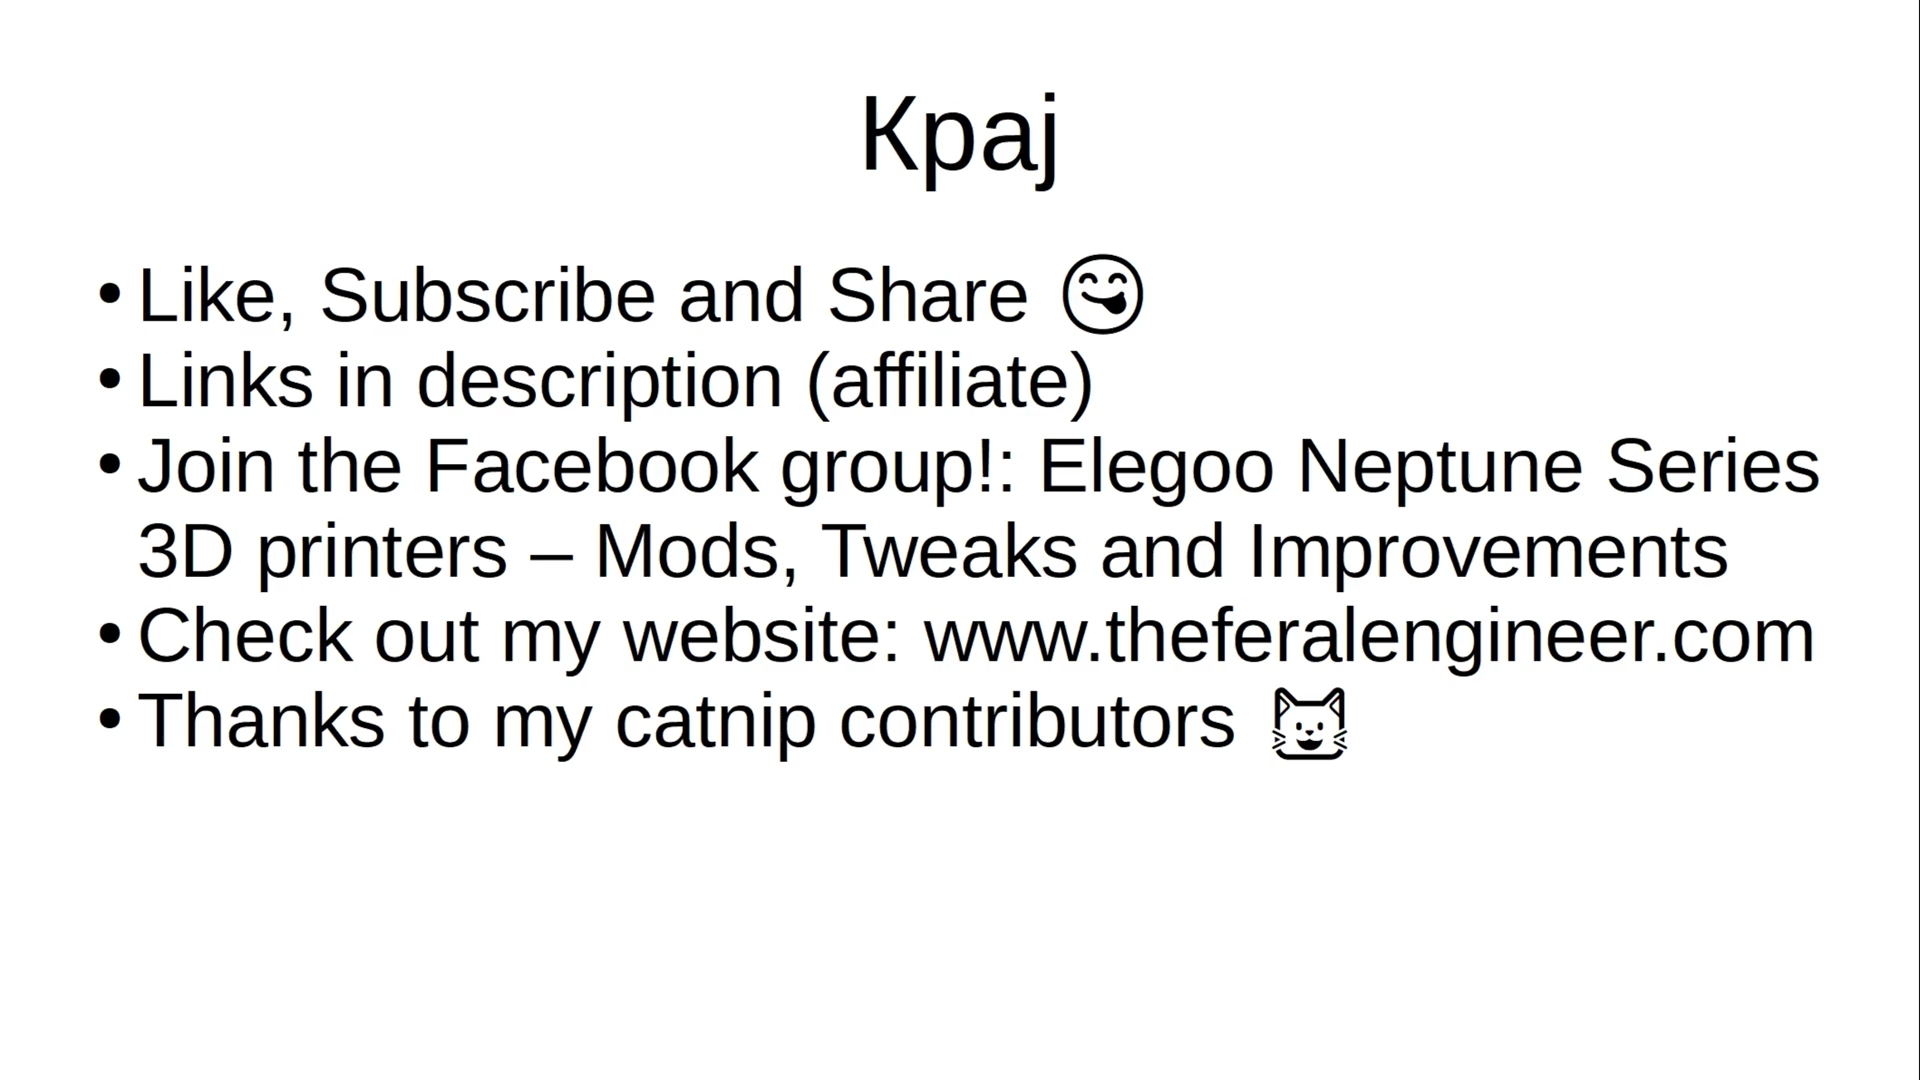 Крај
• Like, Subscribe and Share 😋
• Links in description (affiliate)
• Join the Facebook group!: Elegoo Neptune Series
3D printers – Mods, Tweaks and Improvements
• Check out my website: www.theferalengineer.com
• Thanks to my catnip contributors 😺